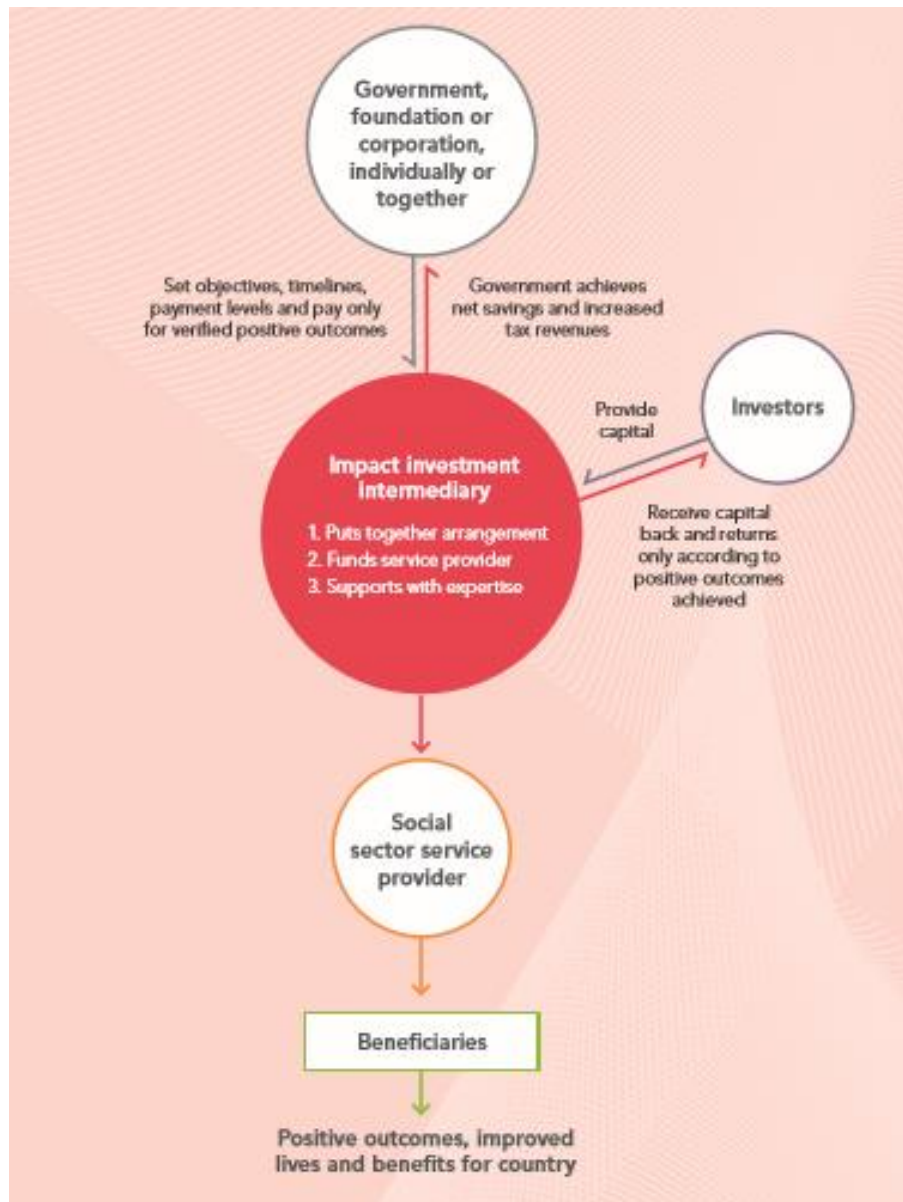 Government,
foundation or
corporation,
individually or
together
Set objectives, timelines,
payment levels and pay only
for verified positive outcomes
Government achieves
net savings and increased
tax revenues
Investors
Provide
capital
Impact investment
intermediary
1. Puts together arrangement
2. Funds service provider
3. Supports with expertise
Receive capital
back and returns
only according to
positive outcomes
achieved
Social
sector service
provider
Beneficiaries
Positive outcomes, improved
lives and benefits for country